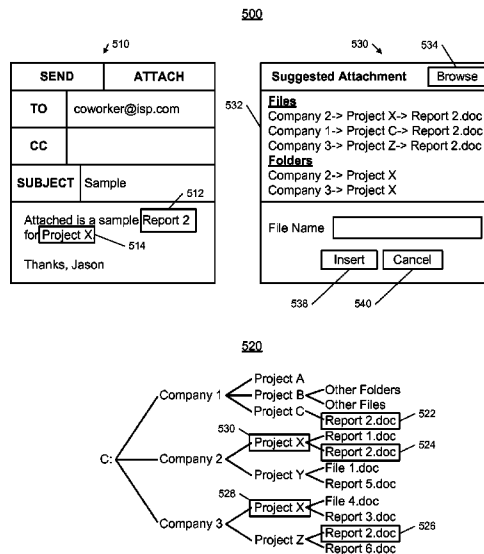 500
510
SEND ATTACH
TO coworker@isp.com
CC
SUBJECT Sample
512
Attached is a sample Report 2
for Project X
514
Thanks, Jason
530
534
Suggested Attachment Browse
532
Files
Company 2-> Project X-> Report 2.doc
Company 1-> Project C-> Report 2.doc
Company 3-> Project Z-> Report 2.doc
Folders
Company 2-> Project X
Company 3-> Project X
File Name
Insert Cancel
538 540
520
C:
Company 1
Project A
Project B
Other Folders
Other Files
Project C
Report 2.doc 522
Company 2
530
Project X
Report 1.doc
Report 2.doc 524
Project Y
File 1.doc
Report 5.doc
Company 3
528
Project X
File 4.doc
Report 3.doc
Project Z
Report 2.doc 526
Report 6.doc